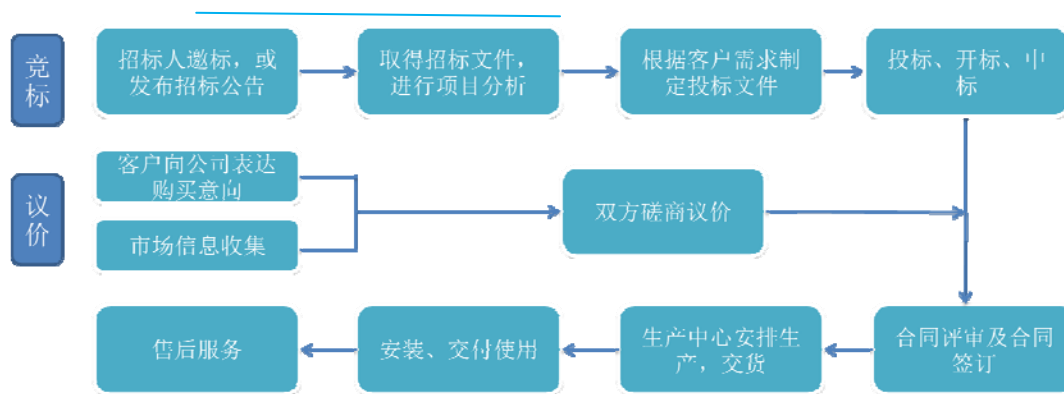 竞标
招标人邀标，或
发布招标公告
取得招标文件，
进行项目分析
根据客户需求制
定投标文件
投标、开标、中
标
议价
客户向公司表达
购买意向
市场信息收集
双方磋商议价
售后服务
安装、交付使用
生产中心安排生
产，交货
合同评审及合同
签订